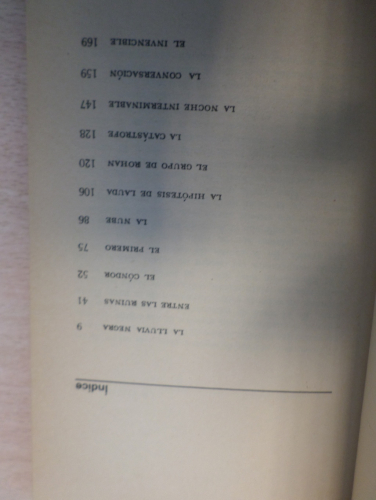 Índice
LA LLUVIA NEGRA 9
ENTRE LAS RUINAS 41
EL CÓNDOR 52
EL PRIMERO 75
LA NUBE 86
LA HIPÓTESIS DE LAUDA 106
EL GRUPO DE ROHAN 120
LA CATÁSTROFE 128
LA NOCHE INTERMINABLE 147
LA CONVERSACIÓN 159
EL INVENCIBLE 169